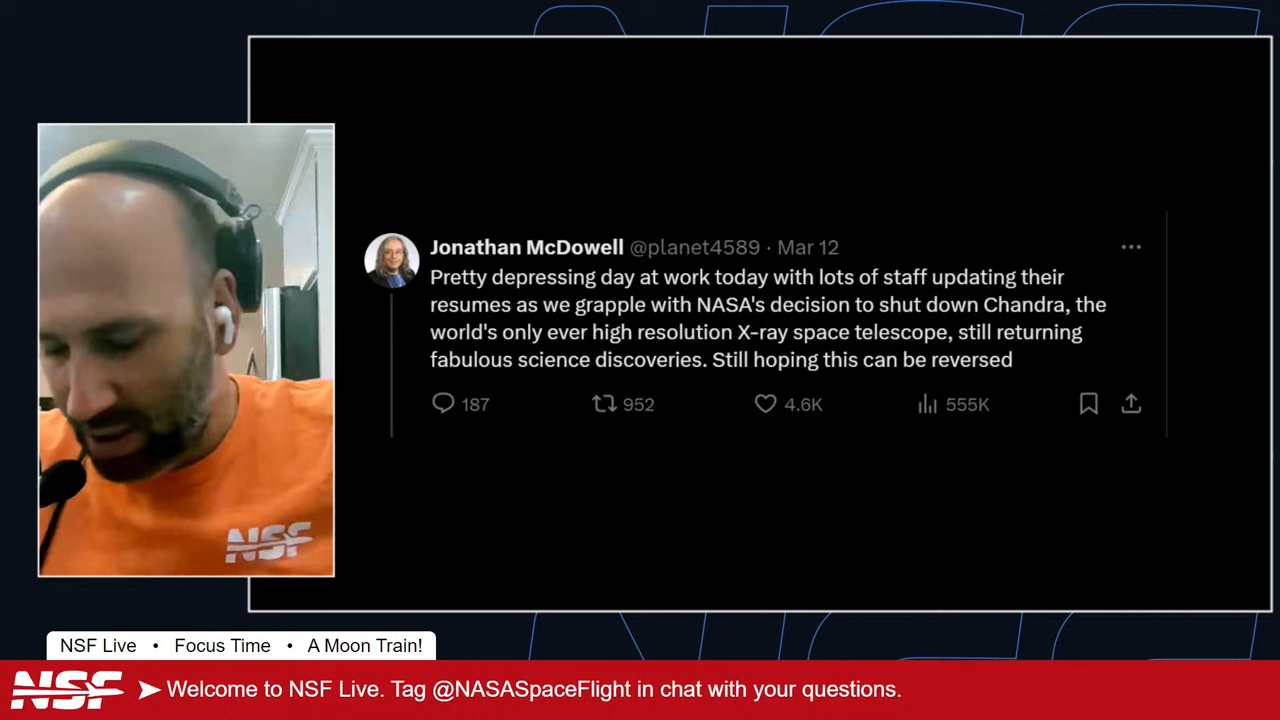 Jonathan McDowell @planet4589 · Mar 12
Pretty depressing day at work today with lots of staff updating their
resumes as we grapple with NASA's decision to shut down Chandra, the
world's only ever high resolution X-ray space telescope, still returning
fabulous science discoveries. Still hoping this can be reversed
187 952 4.6K 555K
NSF
NSF Live • Focus Time • A Moon Train!
NSF Welcome to NSF Live. Tag @NASASpaceFlight in chat with your questions.